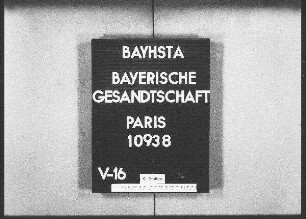 BAYHSTA
BAYERISCHE
GESANDTSCHAFT
PARIS
10938
V-16